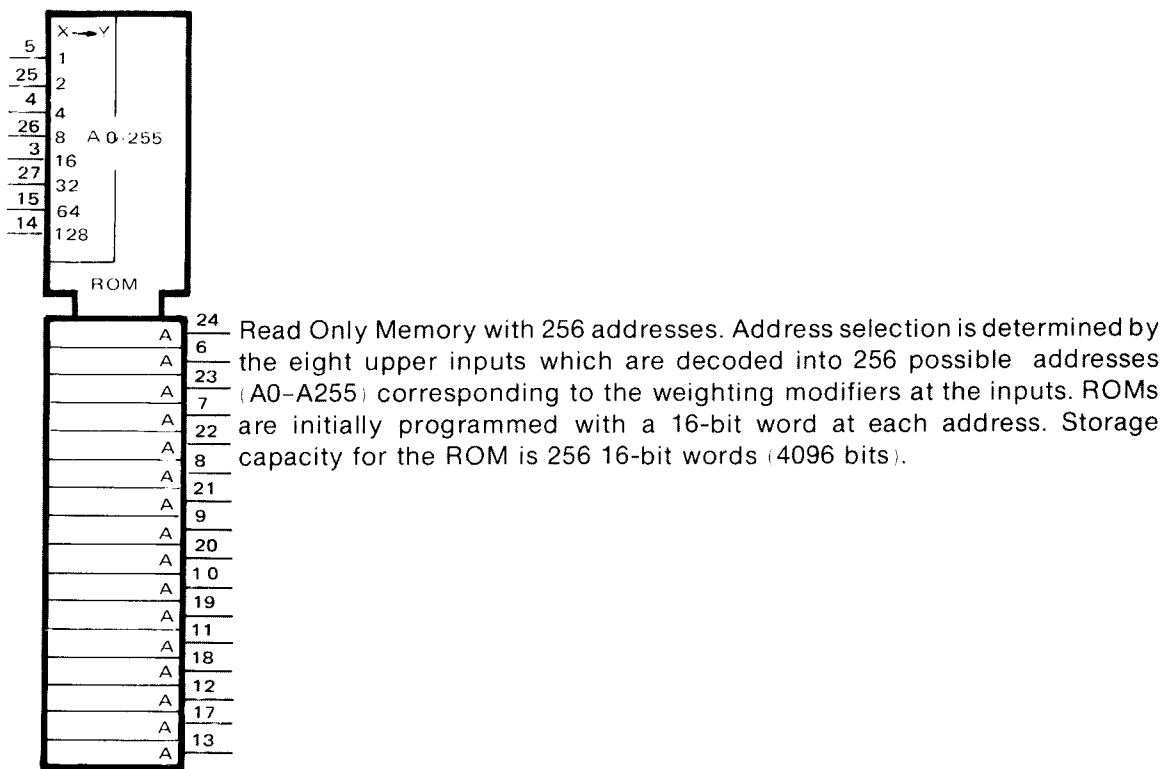 X→Y
5 1
25 2
4 4
26 8 A 0-255
3 16
27 32
15 64
14 128
ROM
A 24
A 6
A 23
A 7
A 22
A 8
A 21
A 9
A 20
A 10
A 19
A 11
A 18
A 12
A 17
A 13
Read Only Memory with 256 addresses. Address selection is determined by
the eight upper inputs which are decoded into 256 possible addresses
(A0–A255) corresponding to the weighting modifiers at the inputs. ROMs
are initially programmed with a 16-bit word at each address. Storage
capacity for the ROM is 256 16-bit words (4096 bits).